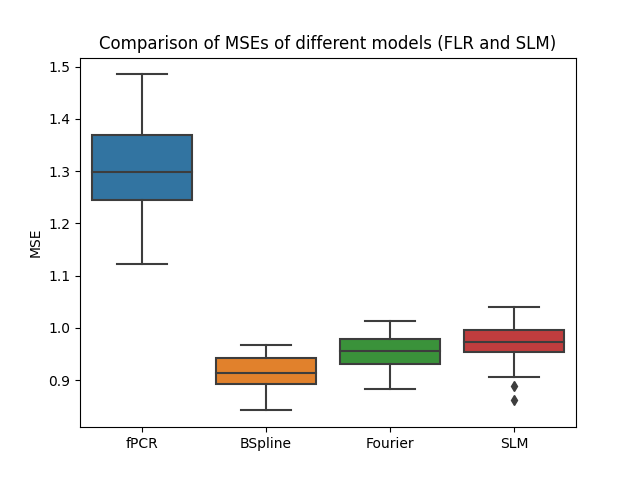 Comparison of MSEs of different models (FLR and SLM)
1.5
1.4
1.3
1.2
1.1
1.0
0.9
MSE
fPCR BSpline Fourier SLM